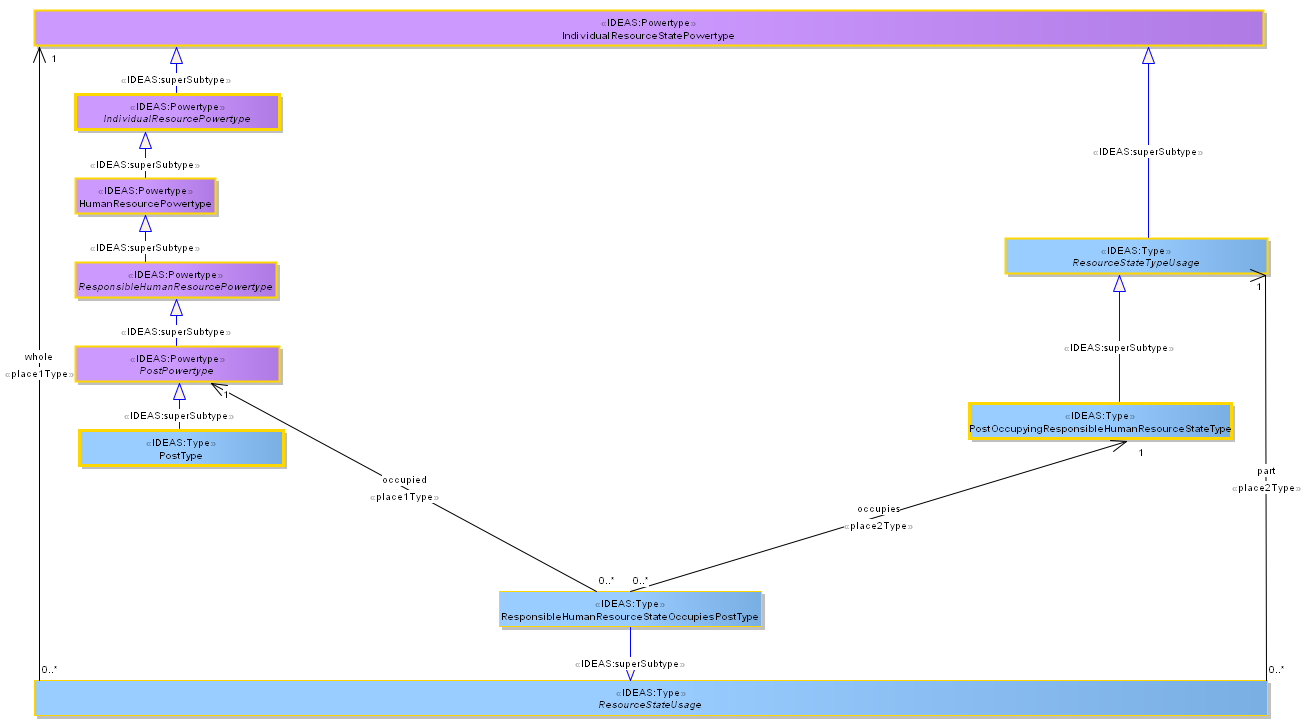 «IDEAS:Powertype»
IndividualResourceStatePowertype
1
«IDEAS:superSubtype»
«IDEAS:Powertype»
IndividualResourcePowertype
«IDEAS:superSubtype»
«IDEAS:superSubtype»
«IDEAS:Powertype»
HumanResourcePowertype
«IDEAS:superSubtype»
«IDEAS:Type»
ResourceStateTypeUsage
«IDEAS:Powertype»
ResponsibleHumanResourcePowertype
1
«IDEAS:superSubtype»
«IDEAS:superSubtype»
whole
«place1Type»
«IDEAS:Powertype»
PostPowertype
1
«IDEAS:superSubtype»
«IDEAS:Type»
PostOccupyingResponsibleHumanResourceStateType
«IDEAS:Type»
PostType
1
occupied
«place1Type»
part
«place2Type»
occupies
«place2Type»
0..*
0..*
«IDEAS:Type»
ResponsibleHumanResourceStateOccupiesPostType
«IDEAS:superSubtype»
0..*
0..*
«IDEAS:Type»
ResourceStateUsage